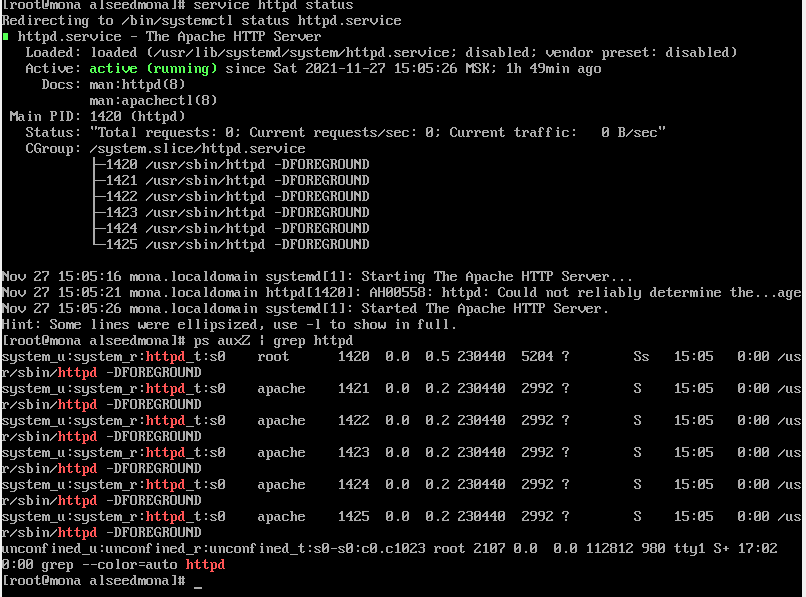 [root@mona alseedmona]# service httpd status
Redirecting to /bin/systemctl status httpd.service
httpd.service - The Apache HTTP Server
Loaded: loaded (/usr/lib/systemd/system/httpd.service; disabled; vendor preset: disabled)
Active: active (running) since Sat 2021-11-27 15:05:26 MSK; 1h 49min ago
Docs: man:httpd(8)
man:apachectl(8)
Main PID: 1420 (httpd)
Status: "Total requests: 0; Current requests/sec: 0; Current traffic:   0 B/sec"
CGroup: /system.slice/httpd.service
├─1420 /usr/sbin/httpd -DFOREGROUND
├─1421 /usr/sbin/httpd -DFOREGROUND
├─1422 /usr/sbin/httpd -DFOREGROUND
├─1423 /usr/sbin/httpd -DFOREGROUND
├─1424 /usr/sbin/httpd -DFOREGROUND
└─1425 /usr/sbin/httpd -DFOREGROUND
Nov 27 15:05:16 mona.localdomain systemd[1]: Starting The Apache HTTP Server...
Nov 27 15:05:21 mona.localdomain httpd[1420]: AH00558: httpd: Could not reliably determine the...age
Nov 27 15:05:26 mona.localdomain systemd[1]: Started The Apache HTTP Server.
Hint: Some lines were ellipsized, use -l to show in full.
[root@mona alseedmona]# ps auxZ | grep httpd
system_u:system_r:httpd_t:s0    root      1420  0.0  0.5 230440  5204 ?        Ss   15:05   0:00 /us
r/sbin/httpd -DFOREGROUND
system_u:system_r:httpd_t:s0    apache    1421  0.0  0.2 230440  2992 ?        S    15:05   0:00 /us
r/sbin/httpd -DFOREGROUND
system_u:system_r:httpd_t:s0    apache    1422  0.0  0.2 230440  2992 ?        S    15:05   0:00 /us
r/sbin/httpd -DFOREGROUND
system_u:system_r:httpd_t:s0    apache    1423  0.0  0.2 230440  2992 ?        S    15:05   0:00 /us
r/sbin/httpd -DFOREGROUND
system_u:system_r:httpd_t:s0    apache    1424  0.0  0.2 230440  2992 ?        S    15:05   0:00 /us
r/sbin/httpd -DFOREGROUND
system_u:system_r:httpd_t:s0    apache    1425  0.0  0.2 230440  2992 ?        S    15:05   0:00 /us
r/sbin/httpd -DFOREGROUND
unconfined_u:unconfined_r:unconfined_t:s0-s0:c0.c1023 root 2107 0.0  0.0 112812 980 tty1 S+ 17:02
0:00 grep --color=auto httpd
[root@mona alseedmona]# _